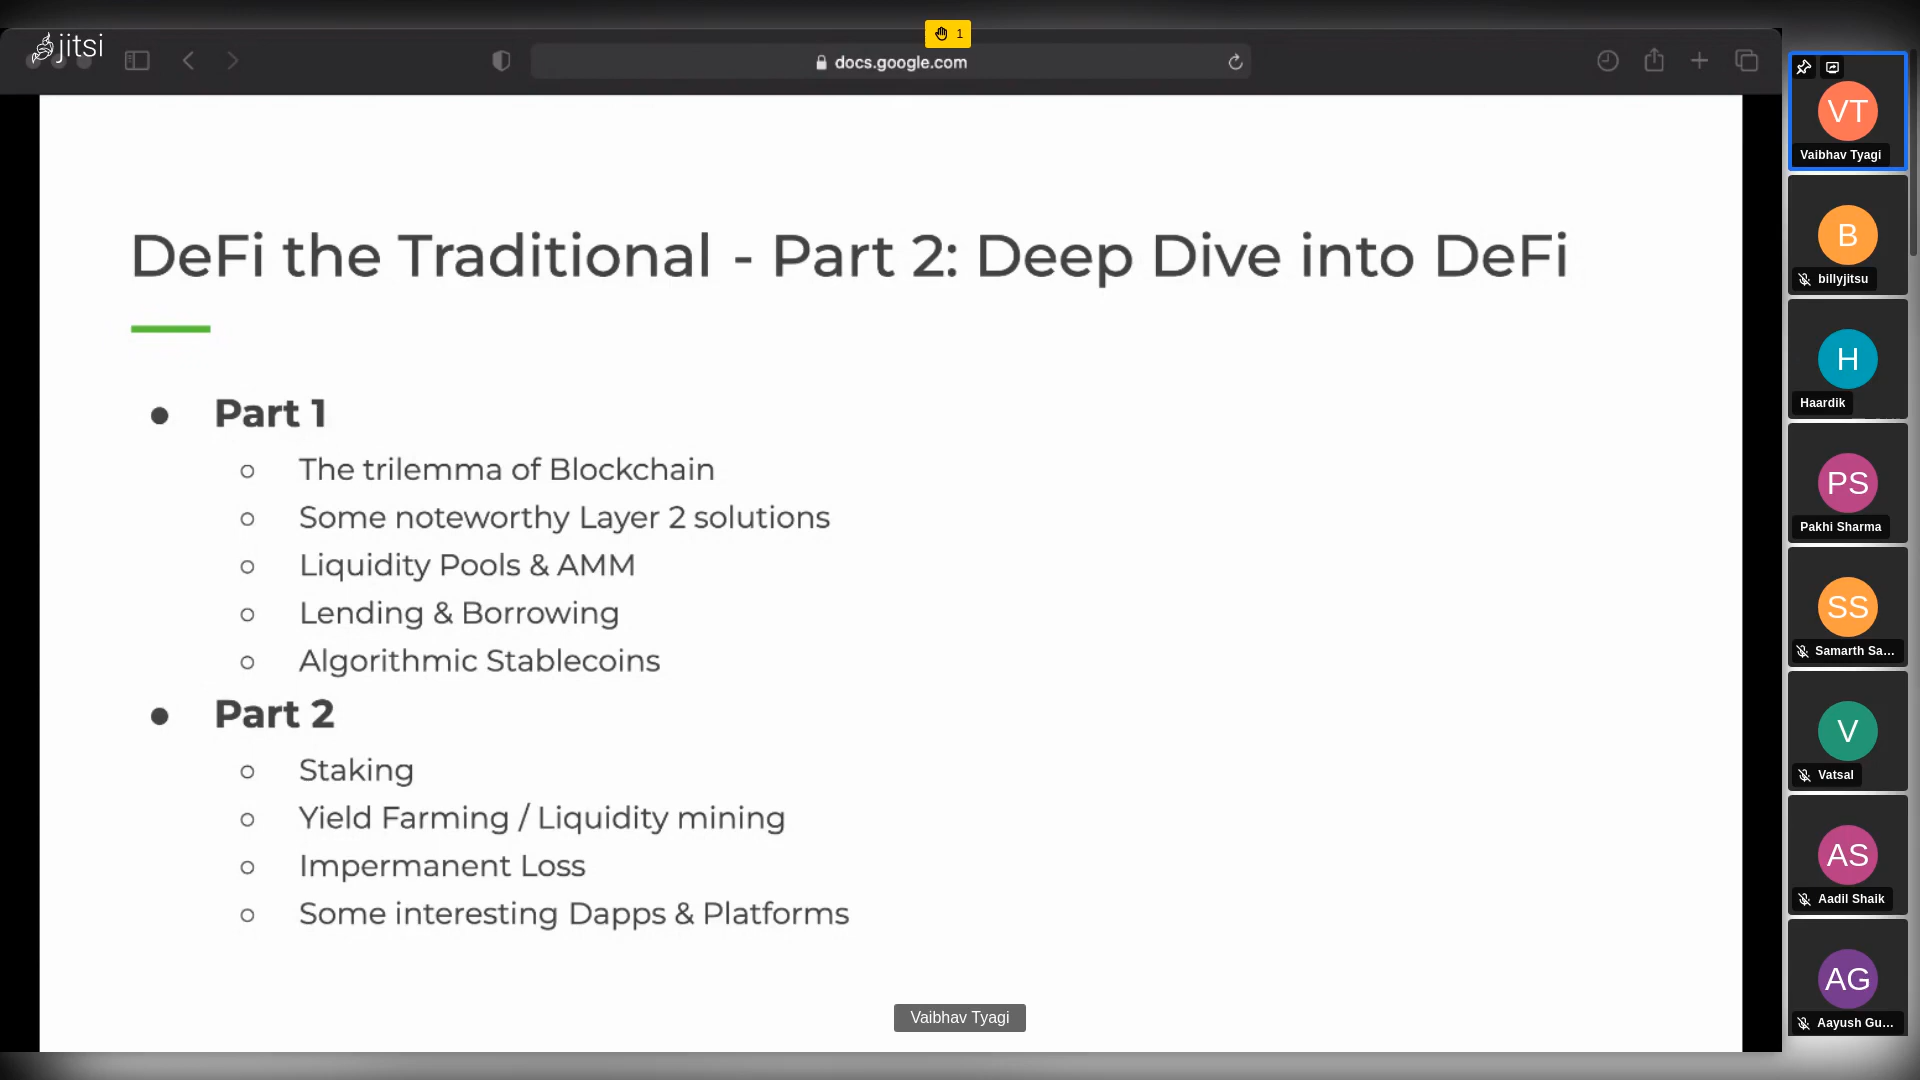 jitsi
1
docs.google.com
DeFi the Traditional - Part 2: Deep Dive into DeFi
● Part 1
○ The trilemma of Blockchain
○ Some noteworthy Layer 2 solutions
○ Liquidity Pools & AMM
○ Lending & Borrowing
○ Algorithmic Stablecoins
● Part 2
○ Staking
○ Yield Farming / Liquidity mining
○ Impermanent Loss
○ Some interesting Dapps & Platforms
Vaibhav Tyagi
VT
Vaibhav Tyagi
B
billyjitsu
H
Haardik
PS
Pakhi Sharma
SS
Samarth Sa...
V
Vatsal
AS
Aadil Shaik
AG
Aayush Gu...